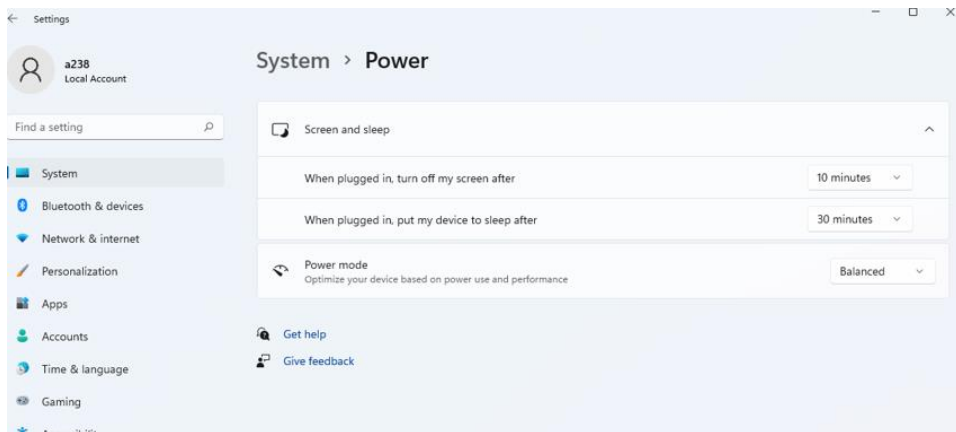 Settings
a238
Local Account
Find a setting
System
Bluetooth & devices
Network & internet
Personalization
Apps
Accounts
Time & language
Gaming
System > Power
Screen and sleep
When plugged in, turn off my screen after
10 minutes
When plugged in, put my device to sleep after
30 minutes
Power mode
Optimize your device based on power use and performance
Balanced
Get help
Give feedback